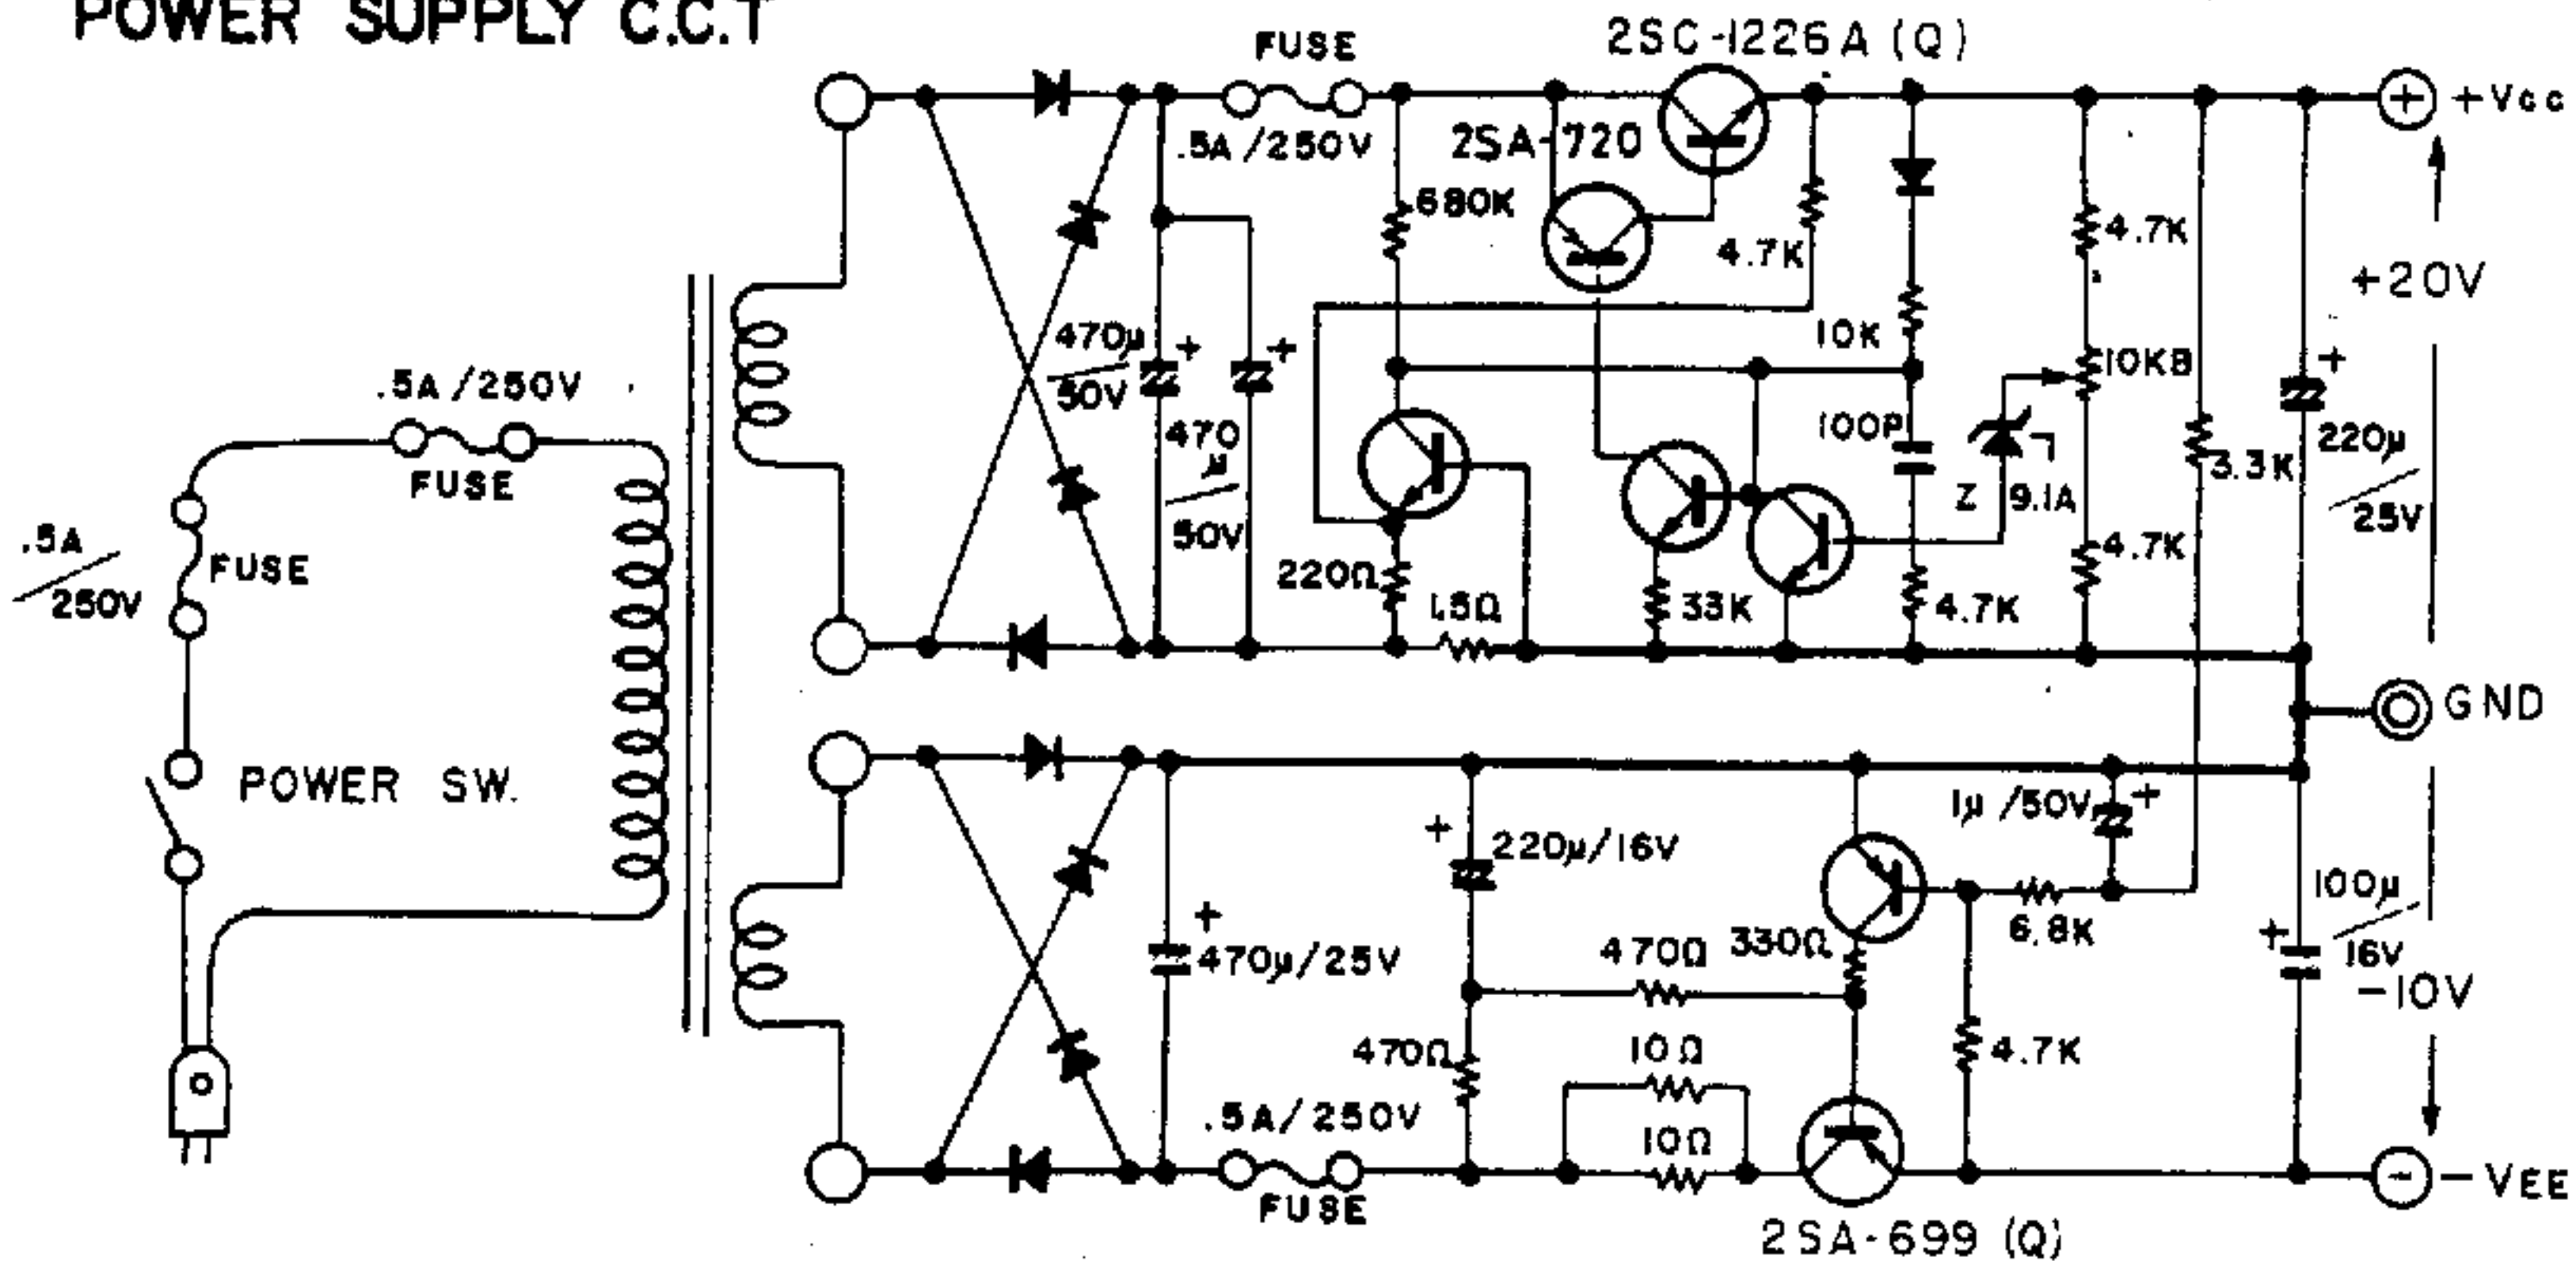 POWER SUPPLY C.C.T
FUSE
.5A/250V
2SC-1226A (Q)
2SA-720
680K
4.7K
10K
100P
4.7K
10KB
4.7K
Z 9.1A
3.3K
+
220µ/25V
+
+Vcc
+20V
470µ/50V
+
470µ/50V
+
220Ω
1.5Ω
33K
4.7K
.5A/250V
FUSE
.5A/250V
FUSE
POWER SW.
GND
1µ/50V
+
+
220µ/16V
330Ω
470Ω
6.8K
+
100µ/16V
-10V
+
470µ/25V
470Ω
10Ω
10Ω
4.7K
.5A/250V
FUSE
2SA-699 (Q)
-
-VEE